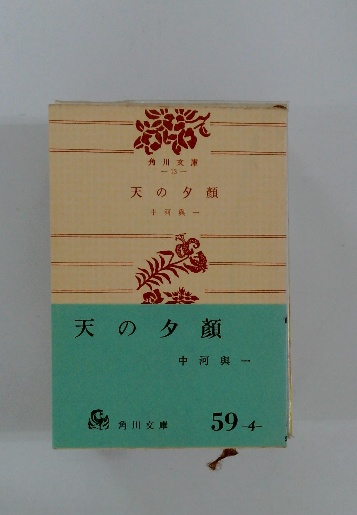 角川文庫
— 13 —
天の夕顔
中河與一
天の夕顔
中河與一
角川文庫 59-4-